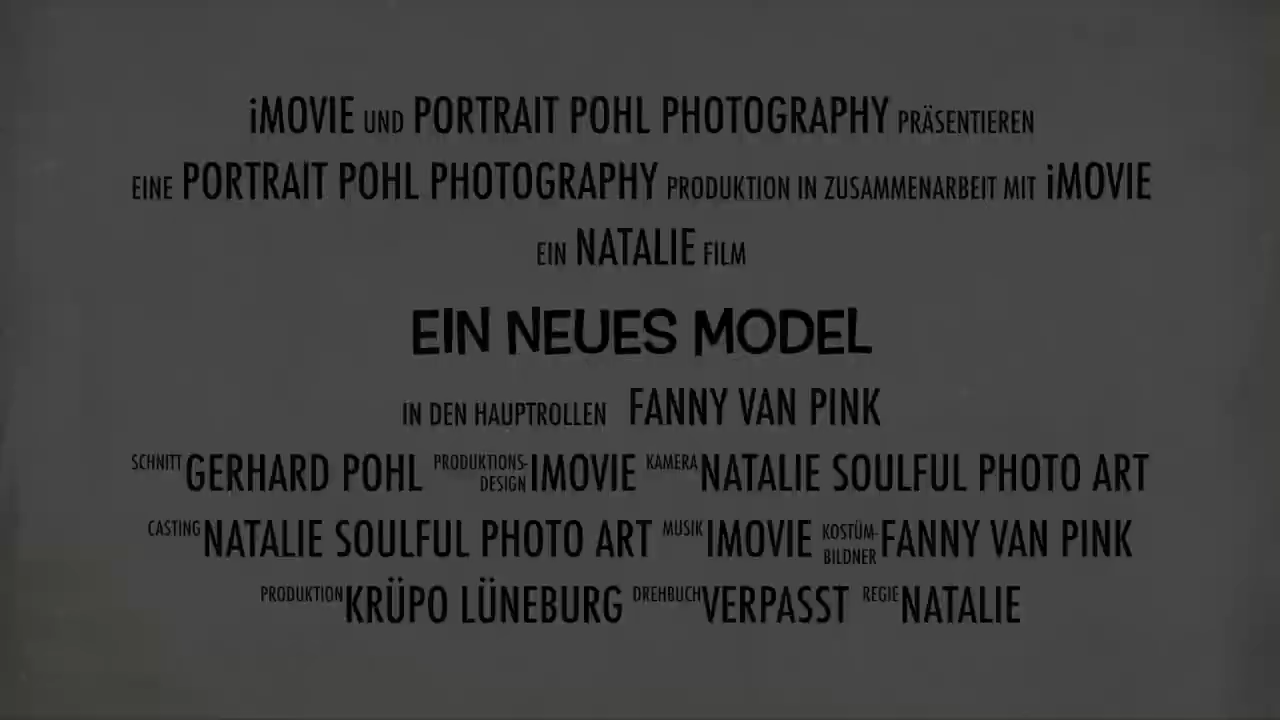 iMOVIE UND PORTRAIT POHL PHOTOGRAPHY PRÄSENTIEREN
EINE PORTRAIT POHL PHOTOGRAPHY PRODUKTION IN ZUSAMMENARBEIT MIT iMOVIE
EIN NATALIE FILM
EIN NEUES MODEL
IN DEN HAUPTROLLEN FANNY VAN PINK
SCHNITT GERHARD POHL PRODUKTIONS-DESIGN IMOVIE KAMERA NATALIE SOULFUL PHOTO ART
CASTING NATALIE SOULFUL PHOTO ART MUSIK IMOVIE KOSTÜM-BILDNER FANNY VAN PINK
PRODUKTION KRÜPO LÜNEBURG DREHBUCH VERPASST REGIE NATALIE